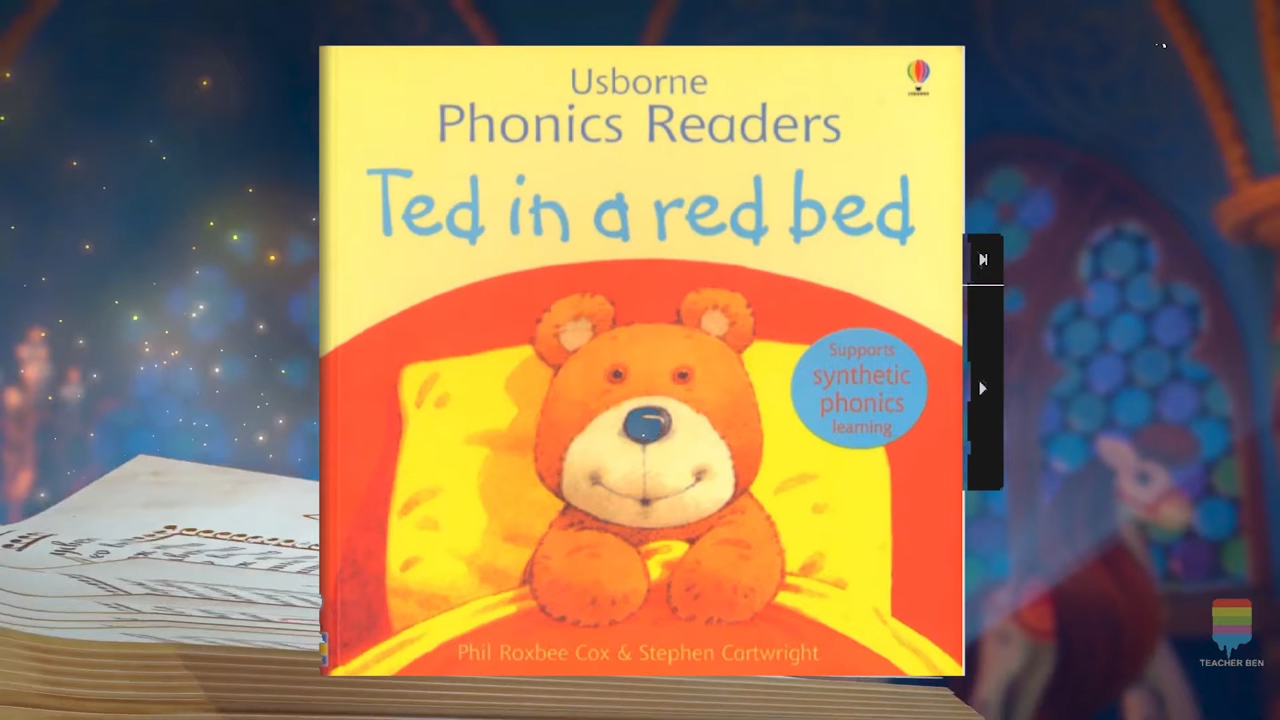 Usborne
Phonics Readers
Ted in a red bed
Supports
synthetic
phonics
learning
Phil Roxbee Cox & Stephen Cartwright
TEACHER BEN